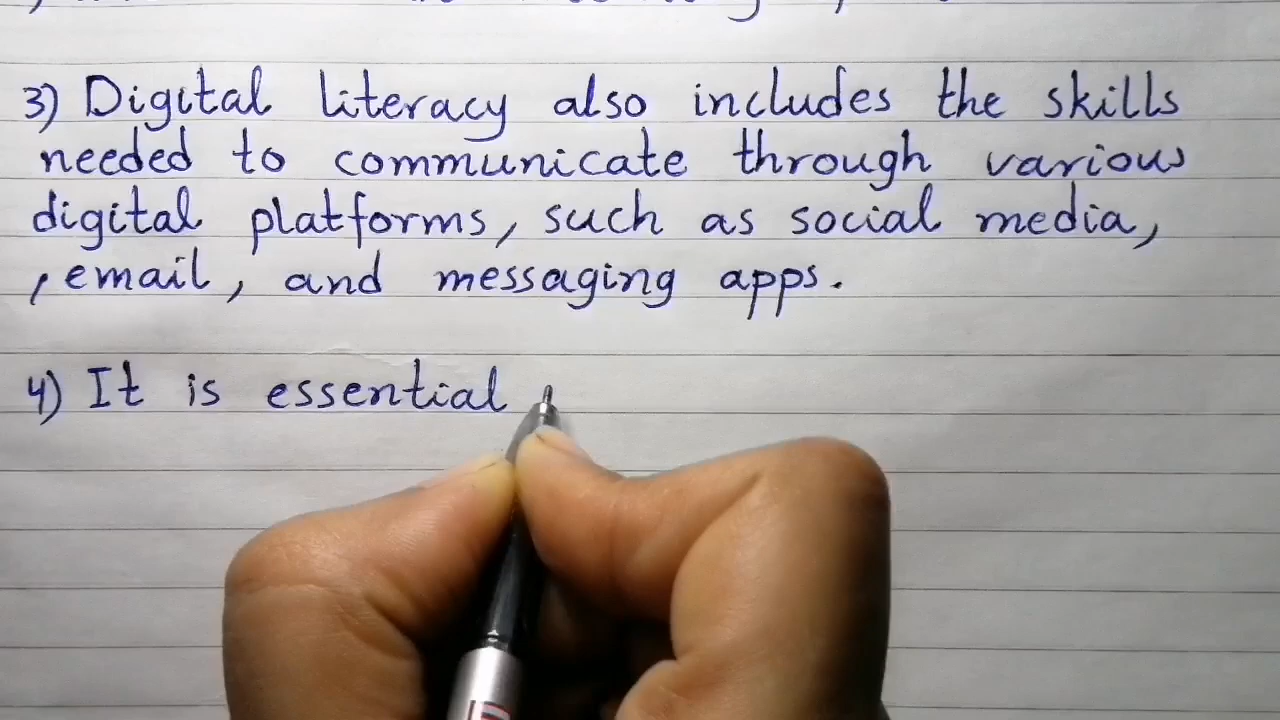 3) Digital literacy also includes the skills
needed to communicate through various
digital platforms, such as social media,
, email, and messaging apps.
4) It is essential